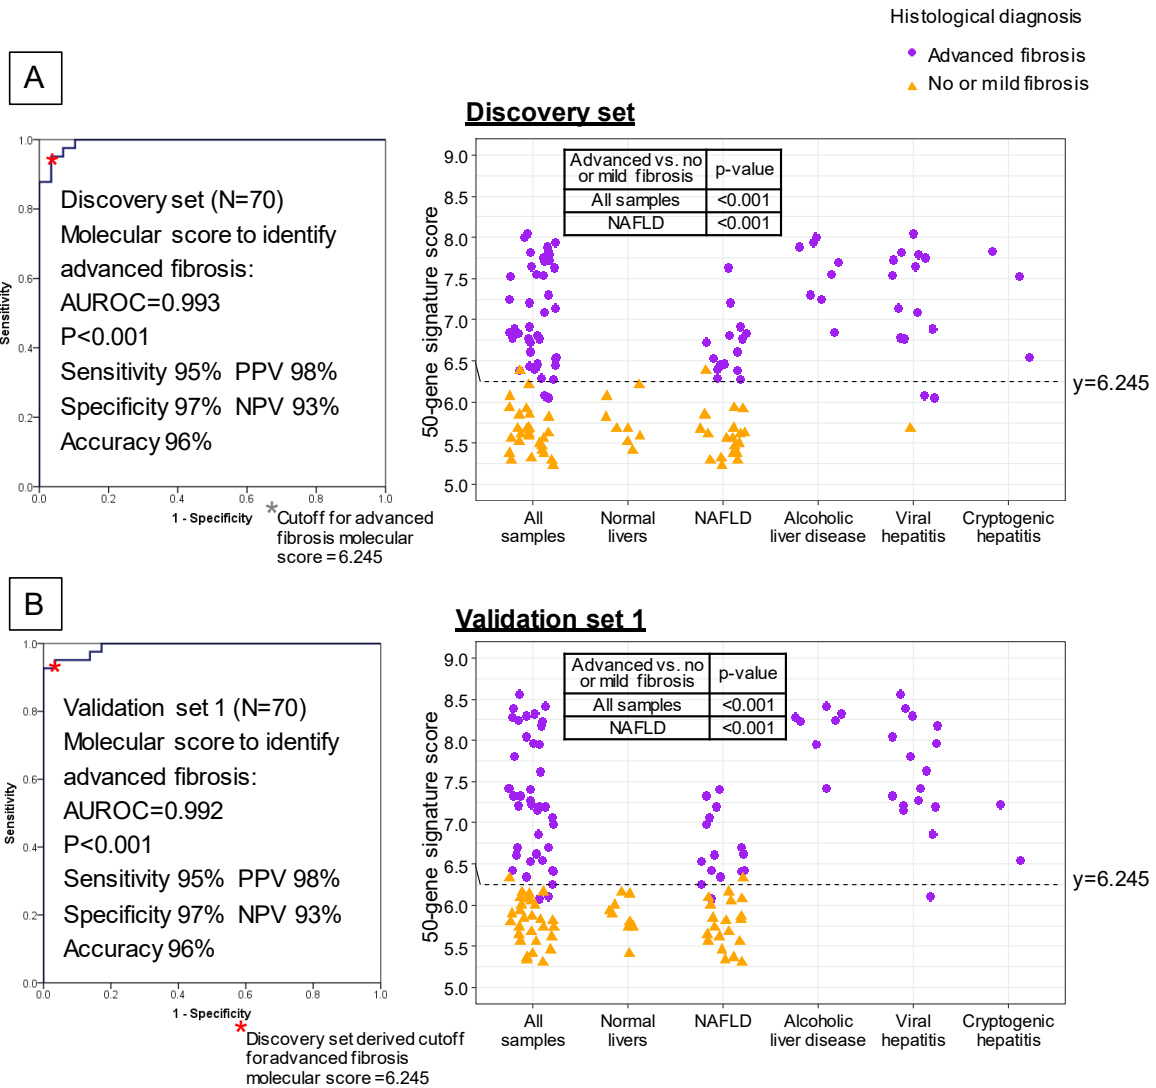 Histological diagnosis
Advanced fibrosis
No or mild fibrosis
A
Discovery set
1.0
0.8
0.6
0.4
0.2
0.0
Sensitivity
Discovery set (N=70)
Molecular score to identify
advanced fibrosis:
AUROC=0.993
P<0.001
Sensitivity 95% PPV 98%
Specificity 97% NPV 93%
Accuracy 96%
0.0 0.2 0.4 0.6 0.8 1.0
1 - Specificity
*Cutoff for advanced
fibrosis molecular
score = 6.245
50-gene signature score
9.0
8.5
8.0
7.5
7.0
6.5
6.0
5.5
5.0
Advanced vs. no or mild fibrosis p-value
All samples <0.001
NAFLD <0.001
y=6.245
All samples
Normal livers
NAFLD
Alcoholic liver disease
Viral hepatitis
Cryptogenic hepatitis
B
Validation set 1
1.0
0.8
0.6
0.4
0.2
0.0
Sensitivity
Validation set 1 (N=70)
Molecular score to identify
advanced fibrosis:
AUROC=0.992
P<0.001
Sensitivity 95% PPV 98%
Specificity 97% NPV 93%
Accuracy 96%
0.0 0.2 0.4 0.6 0.8 1.0
1 - Specificity
*Discovery set derived cutoff
for advanced fibrosis
molecular score = 6.245
50-gene signature score
9.0
8.5
8.0
7.5
7.0
6.5
6.0
5.5
5.0
Advanced vs. no or mild fibrosis p-value
All samples <0.001
NAFLD <0.001
y=6.245
All samples
Normal livers
NAFLD
Alcoholic liver disease
Viral hepatitis
Cryptogenic hepatitis